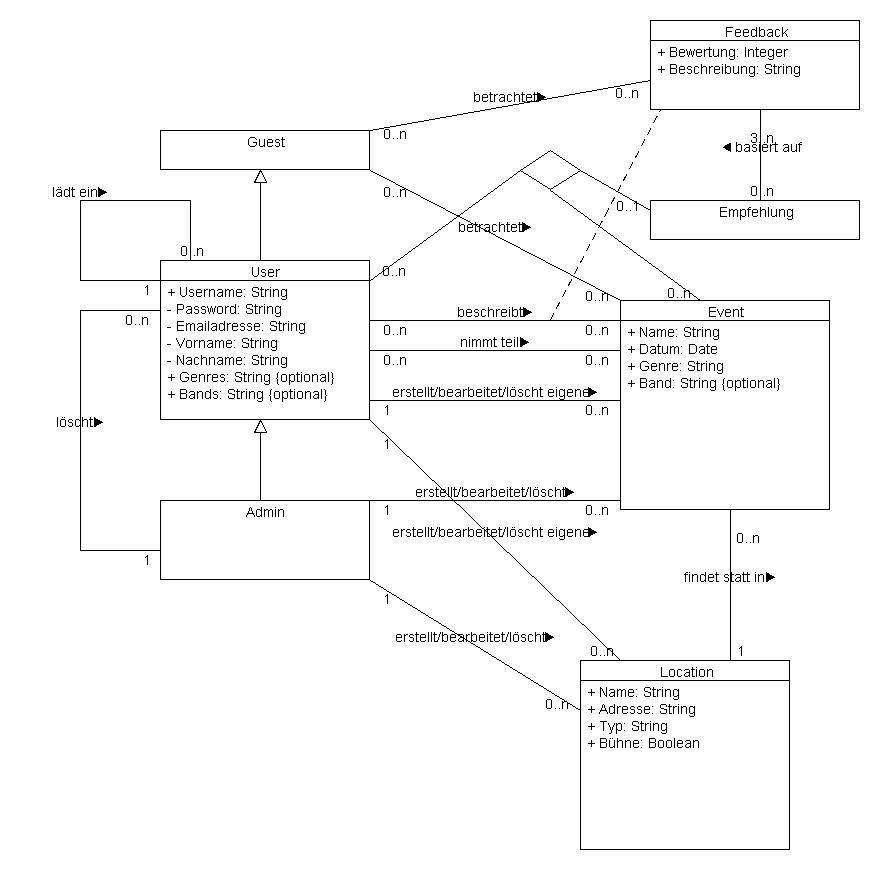 Feedback
+ Bewertung: Integer
+ Beschreibung: String
betrachtet
0..n
0..n
Guest
3..n
basiert auf
0..n
Empfehlung
0..1
lädt ein
0..n
1
0..n
betrachtet
0..n
0..n
0..n
User
+ Username: String
- Password: String
- Emailadresse: String
- Vorname: String
- Nachname: String
+ Genres: String {optional}
+ Bands: String {optional}
0..n
beschreibt
0..n
0..n
nimmt teil
0..n
0..n
erstellt/bearbeitet/löscht eigene
1
0..n
Event
+ Name: String
+ Datum: Date
+ Genre: String
+ Band: String {optional}
löscht
1
1
Admin
erstellt/bearbeitet/löscht
1
0..n
erstellt/bearbeitet/löscht eigene
0..n
findet statt in
1
1
erstellt/bearbeitet/löscht
0..n
0..n
Location
+ Name: String
+ Adresse: String
+ Typ: String
+ Bühne: Boolean